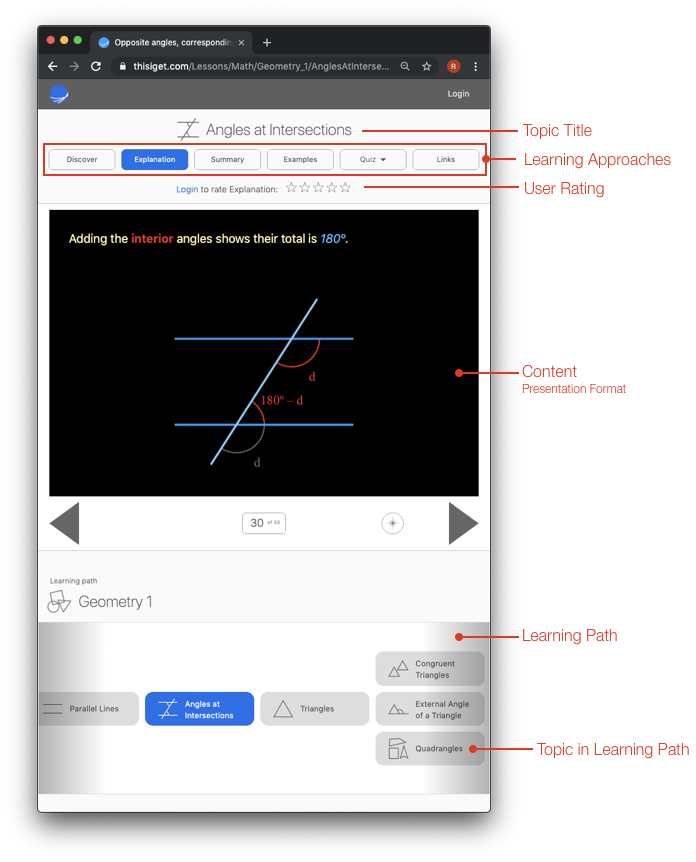 Opposite angles, correspondin
thisiget.com/Lessons/Math/Geometry_1/AnglesAtInterse...
R
Login
Angles at Intersections
Topic Title
Discover
Explanation
Summary
Examples
Quiz
Links
Learning Approaches
Login to rate Explanation:
User Rating
Adding the interior angles shows their total is 180º.
d
180º – d
d
Content
Presentation Format
30 of 33
Learning path
Geometry 1
Learning Path
Congruent
Triangles
Parallel Lines
Angles at
Intersections
Triangles
External Angle
of a Triangle
Quadrangles
Topic in Learning Path